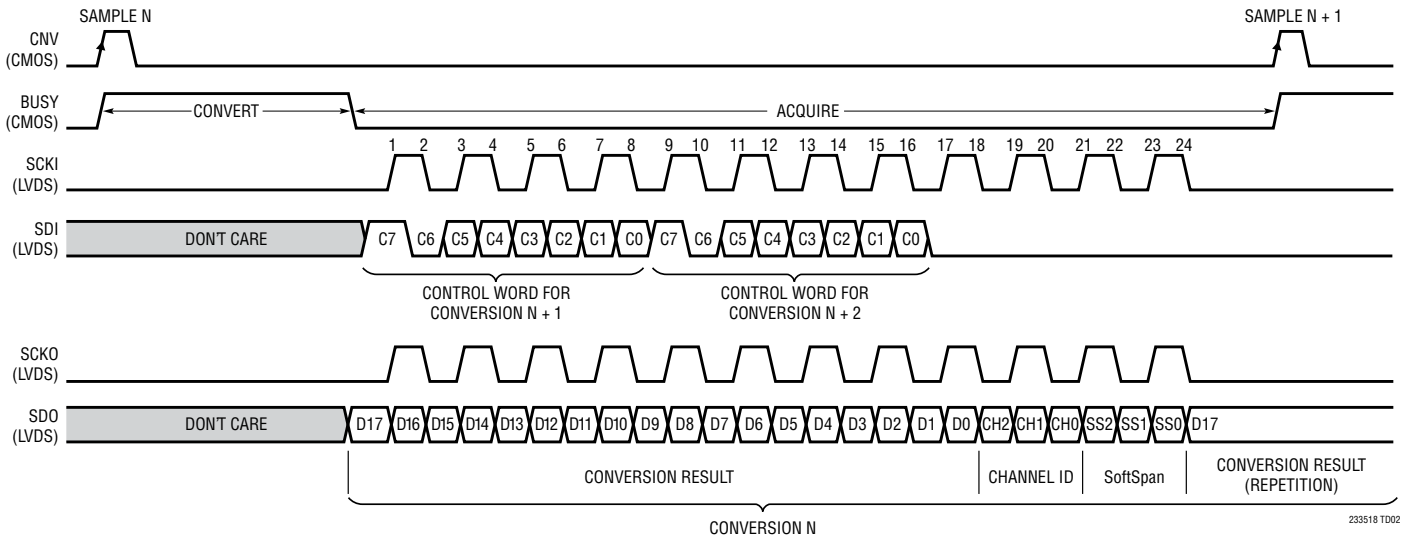 SAMPLE N SAMPLE N + 1
CNV
(CMOS)
BUSY
(CMOS)
CONVERT ACQUIRE
1 2 3 4 5 6 7 8 9 10 11 12 13 14 15 16 17 18 19 20 21 22 23 24
SCKI
(LVDS)
SDI
(LVDS)
DON'T CARE C7 C6 C5 C4 C3 C2 C1 C0 C7 C6 C5 C4 C3 C2 C1 C0
CONTROL WORD FOR
CONVERSION N + 1
CONTROL WORD FOR
CONVERSION N + 2
SCKO
(LVDS)
SDO
(LVDS)
DON'T CARE D17 D16 D15 D14 D13 D12 D11 D10 D9 D8 D7 D6 D5 D4 D3 D2 D1 D0 CH2 CH1 CH0 SS2 SS1 SS0 D17
CONVERSION RESULT CHANNEL ID SoftSpan
CONVERSION RESULT
(REPETITION)
CONVERSION N
233518 TD02